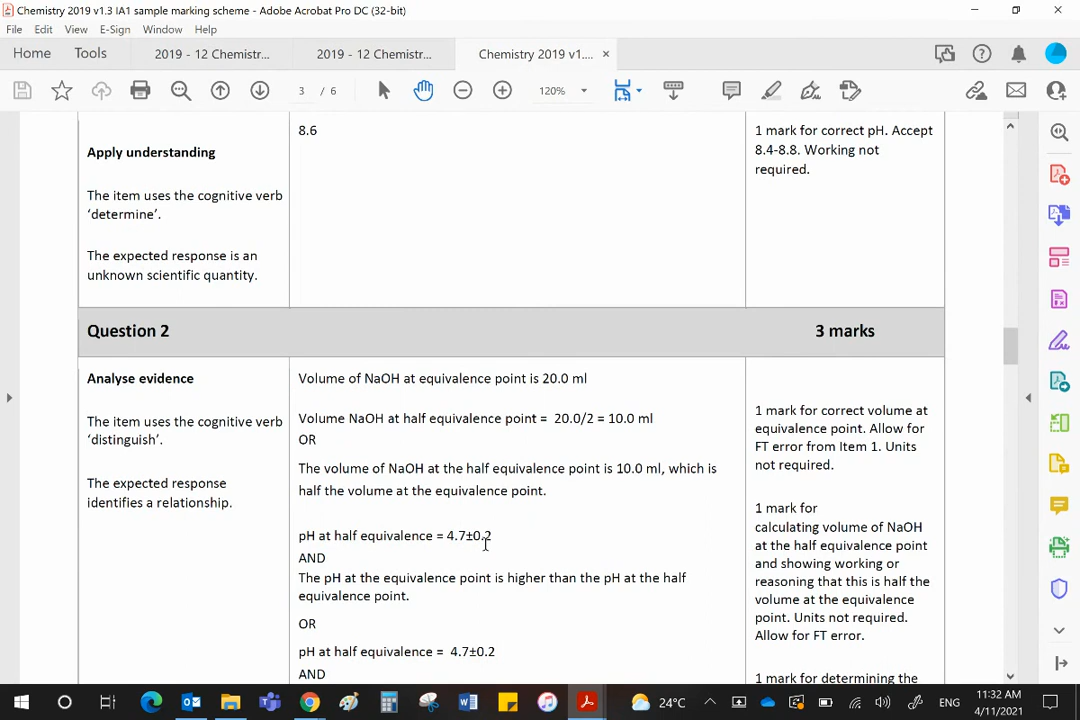 Chemistry 2019 v1.3 IA1 sample marking scheme - Adobe Acrobat Pro DC (32-bit)
File Edit View E-Sign Window Help
Home Tools 2019 - 12 Chemistr... 2019 - 12 Chemistr... Chemistry 2019 v1.... ×
3 / 6 120%
8.6
1 mark for correct pH. Accept
8.4-8.8. Working not
required.
Apply understanding
The item uses the cognitive verb
‘determine’.
The expected response is an
unknown scientific quantity.
Question 2 3 marks
Analyse evidence
The item uses the cognitive verb
‘distinguish’.
The expected response
identifies a relationship.
Volume of NaOH at equivalence point is 20.0 ml
Volume NaOH at half equivalence point = 20.0/2 = 10.0 ml
OR
The volume of NaOH at the half equivalence point is 10.0 ml, which is
half the volume at the equivalence point.
pH at half equivalence = 4.7±0.2
AND
The pH at the equivalence point is higher than the pH at the half
equivalence point.
OR
pH at half equivalence = 4.7±0.2
AND
1 mark for correct volume at
equivalence point. Allow for
FT error from Item 1. Units
not required.
1 mark for
calculating volume of NaOH
at the half equivalence point
and showing working or
reasoning that this is half the
volume at the equivalence
point. Units not required.
Allow for FT error.
1 mark for determining the
24°C ENG 11:32 AM
4/11/2021